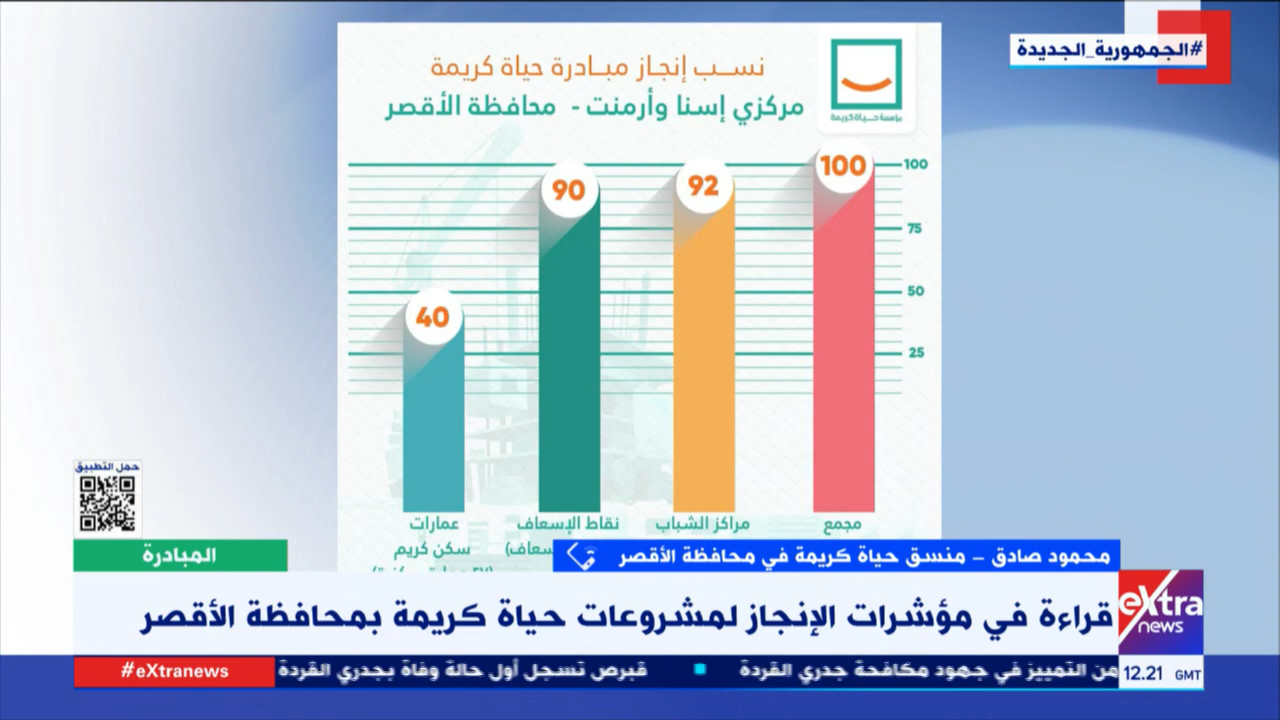 #الجمهورية_الجديدة
نسب إنجاز مبادرة حياة كريمة
مركزي إسنا وأرمنت - محافظة الأقصر
مؤسسة حياة كريمة
100
75
50
25
100
92
90
40
مجمع
مراكز الشباب
نقاط الإسعاف
عمارات
سكن كريم
حمل التطبيق
المبادرة
محمود صادق – منسق حياة كريمة في محافظة الأقصر
قراءة في مؤشرات الإنجاز لمشروعات حياة كريمة بمحافظة الأقصر
eXtra
news
#eXtranews
من التمييز في جهود مكافحة جدري القردة
قبرص تسجل أول حالة وفاة بجدري القردة
12.21 GMT